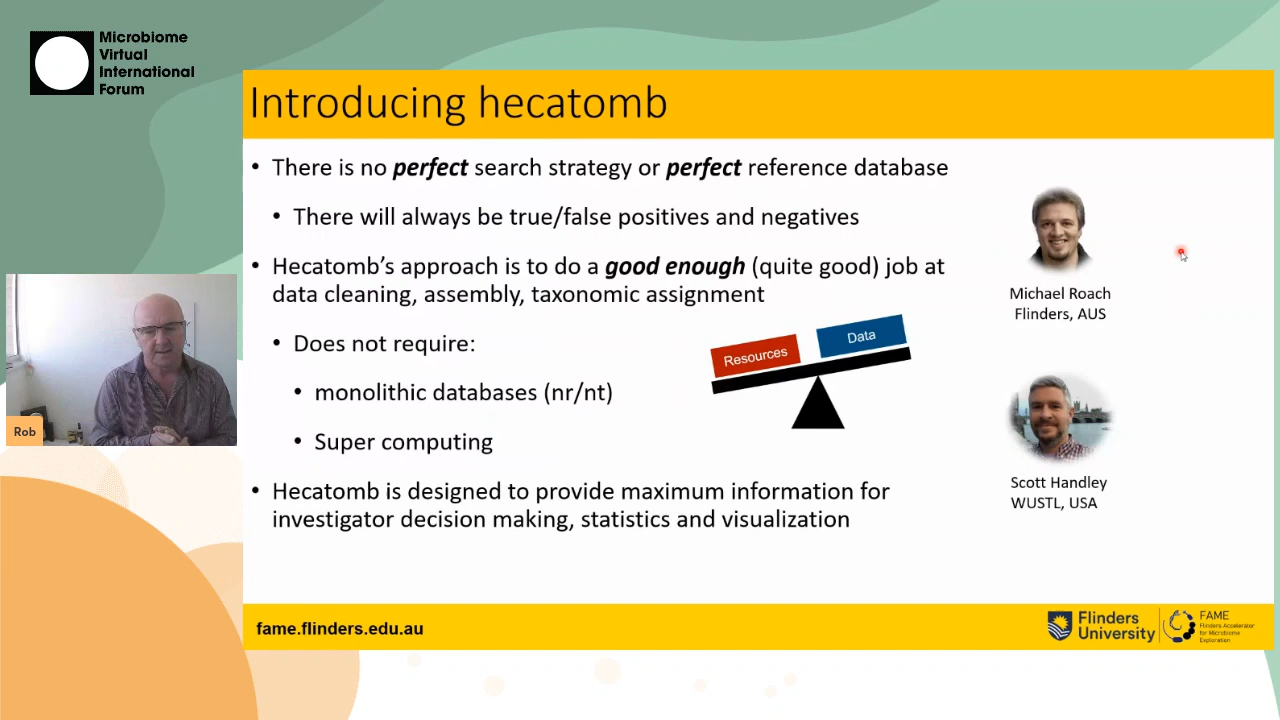 Microbiome
Virtual
International
Forum
Introducing hecatomb
• There is no perfect search strategy or perfect reference database
• There will always be true/false positives and negatives
• Hecatomb's approach is to do a good enough (quite good) job at
data cleaning, assembly, taxonomic assignment
• Does not require:
• monolithic databases (nr/nt)
• Super computing
• Hecatomb is designed to provide maximum information for
investigator decision making, statistics and visualization
Resources
Data
Michael Roach
Flinders, AUS
Scott Handley
WUSTL, USA
Rob
fame.flinders.edu.au
Flinders
University
FAME
Flinders Accelerator
for Microbiome
Exploration